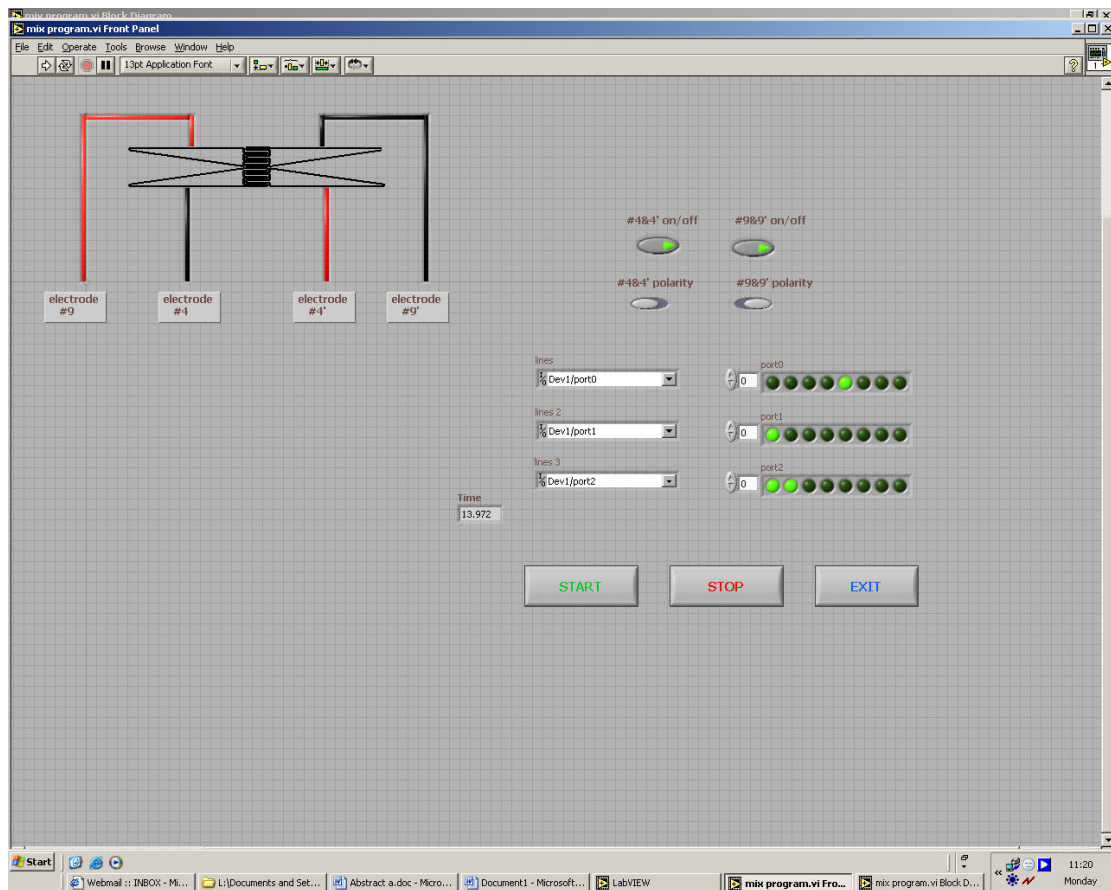 mix program.vi Block Diagram
mix program.vi Front Panel
File Edit Operate Tools Browse Window Help
13pt Application Font
1
#4&4' on/off #9&9' on/off
#4&4' polarity #9&9' polarity
electrode
#9
electrode
#4
electrode
#4'
electrode
#9'
lines
Dev1/port0
port0
0
lines 2
Dev1/port1
port1
0
lines 3
Dev1/port2
port2
0
Time
13.972
START STOP EXIT
Start
11:20
Monday
Webmail :: INBOX - Mi... L:\Documents and Set... Abstract a.doc - Micro... Document1 - Microsoft... LabVIEW mix program.vi Fro... mix program.vi Block D...